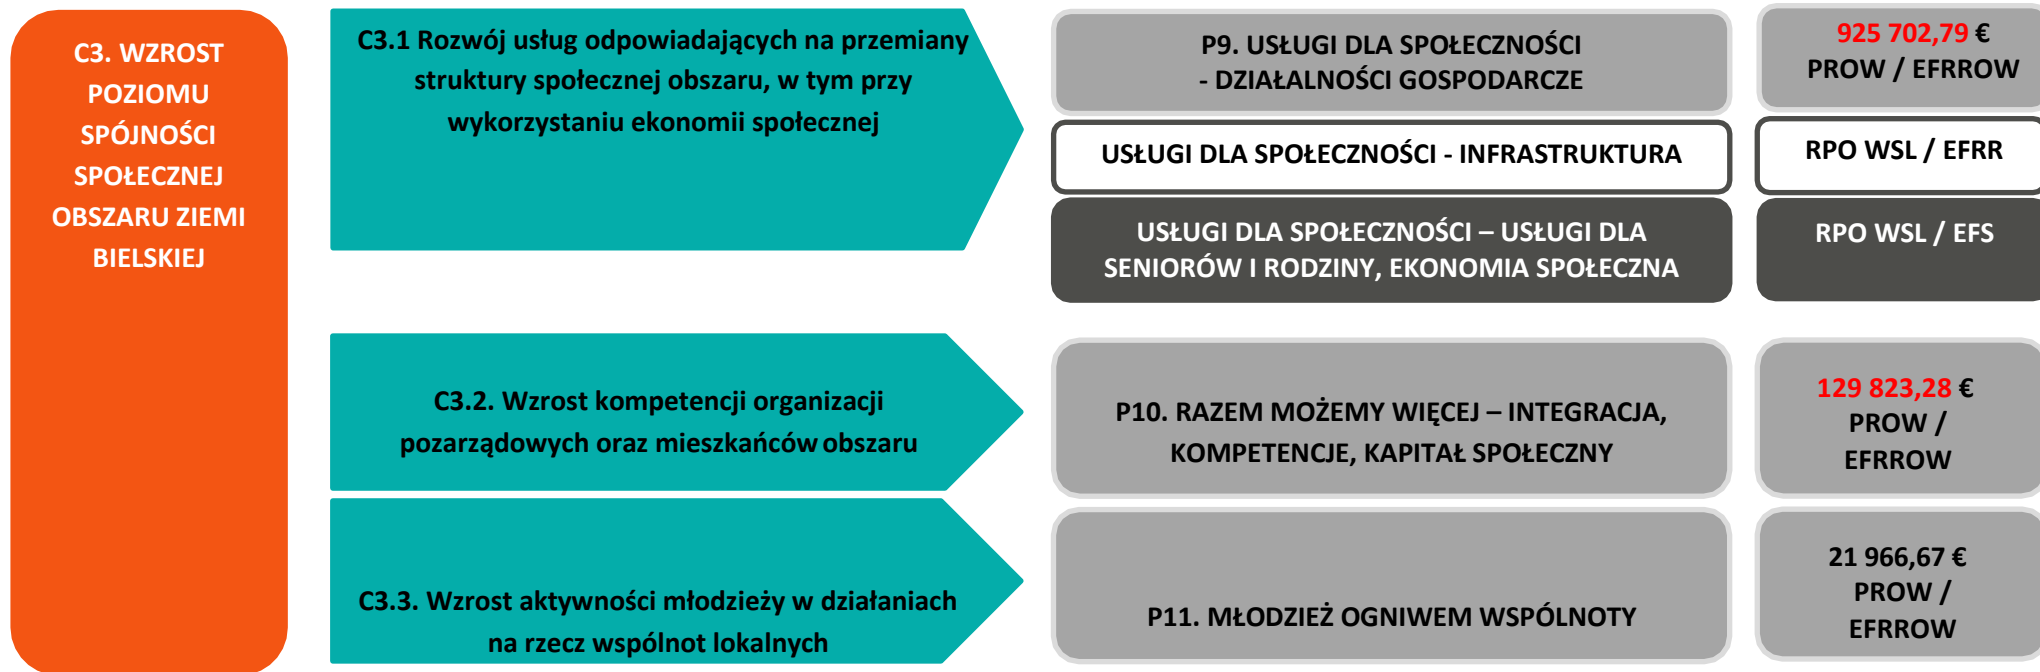 C3. WZROST
POZIOMU
SPÓJNOŚCI
SPOŁECZNEJ
OBSZARU ZIEMI
BIELSKIEJ
C3.1 Rozwój usług odpowiadających na przemiany
struktury społecznej obszaru, w tym przy
wykorzystaniu ekonomii społecznej
P9. USŁUGI DLA SPOŁECZNOŚCI
- DZIAŁALNOŚCI GOSPODARCZE
925 702,79 €
PROW / EFRROW
USŁUGI DLA SPOŁECZNOŚCI - INFRASTRUKTURA
RPO WSL / EFRR
USŁUGI DLA SPOŁECZNOŚCI – USŁUGI DLA
SENIORÓW I RODZINY, EKONOMIA SPOŁECZNA
RPO WSL / EFS
C3.2. Wzrost kompetencji organizacji
pozarządowych oraz mieszkańców obszaru
P10. RAZEM MOŻEMY WIĘCEJ – INTEGRACJA,
KOMPETENCJE, KAPITAŁ SPOŁECZNY
129 823,28 €
PROW /
EFRROW
C3.3. Wzrost aktywności młodzieży w działaniach
na rzecz wspólnot lokalnych
P11. MŁODZIEŻ OGNIWEM WSPÓLNOTY
21 966,67 €
PROW /
EFRROW